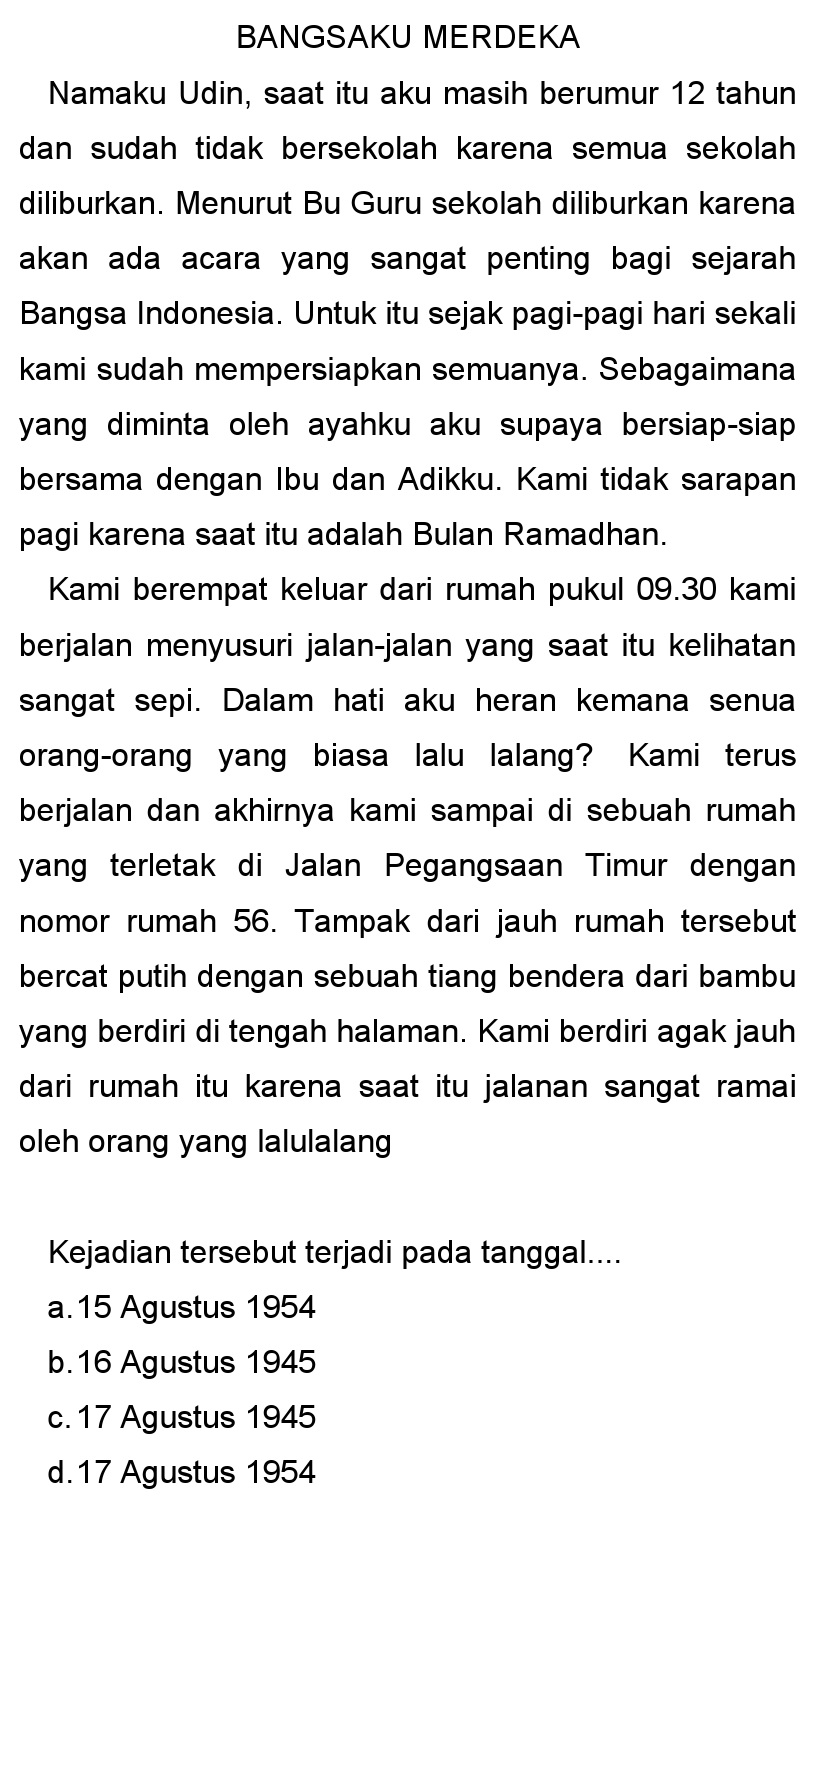 BANGSAKU MERDEKA
Namaku Udin, saat itu aku masih berumur 12 tahun
dan sudah tidak bersekolah karena semua sekolah
diliburkan. Menurut Bu Guru sekolah diliburkan karena
akan ada acara yang sangat penting bagi sejarah
Bangsa Indonesia. Untuk itu sejak pagi-pagi hari sekali
kami sudah mempersiapkan semuanya. Sebagaimana
yang diminta oleh ayahku aku supaya bersiap-siap
bersama dengan Ibu dan Adikku. Kami tidak sarapan
pagi karena saat itu adalah Bulan Ramadhan.
Kami berempat keluar dari rumah pukul 09.30 kami
berjalan menyusuri jalan-jalan yang saat itu kelihatan
sangat sepi. Dalam hati aku heran kemana senua
orang-orang yang biasa lalu lalang? Kami terus
berjalan dan akhirnya kami sampai di sebuah rumah
yang terletak di Jalan Pegangsaan Timur dengan
nomor rumah 56. Tampak dari jauh rumah tersebut
bercat putih dengan sebuah tiang bendera dari bambu
yang berdiri di tengah halaman. Kami berdiri agak jauh
dari rumah itu karena saat itu jalanan sangat ramai
oleh orang yang lalulalang
Kejadian tersebut terjadi pada tanggal....
a. 15 Agustus 1954
b. 16 Agustus 1945
c. 17 Agustus 1945
d. 17 Agustus 1954